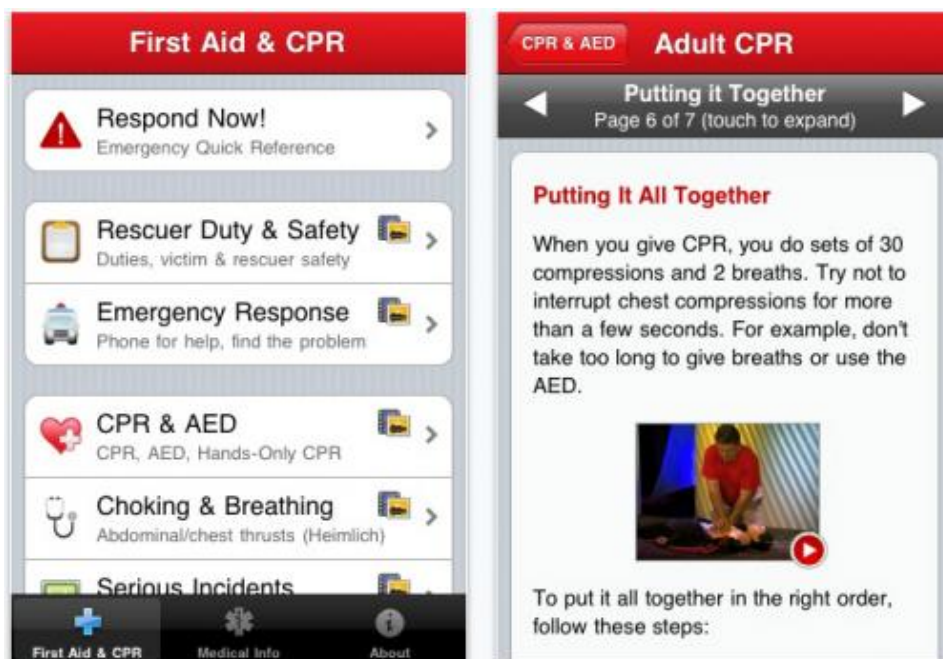 First Aid & CPR
Respond Now!
Emergency Quick Reference
Rescuer Duty & Safety
Duties, victim & rescuer safety
Emergency Response
Phone for help, find the problem
CPR & AED
CPR, AED, Hands-Only CPR
Choking & Breathing
Abdominal/chest thrusts (Heimlich)
Serious Incidents
First Aid & CPR
Medical Info
About
CPR & AED
Adult CPR
Putting it Together
Page 6 of 7 (touch to expand)
Putting It All Together
When you give CPR, you do sets of 30
compressions and 2 breaths. Try not to
interrupt chest compressions for more
than a few seconds. For example, don't
take too long to give breaths or use the
AED.
To put it all together in the right order,
follow these steps: